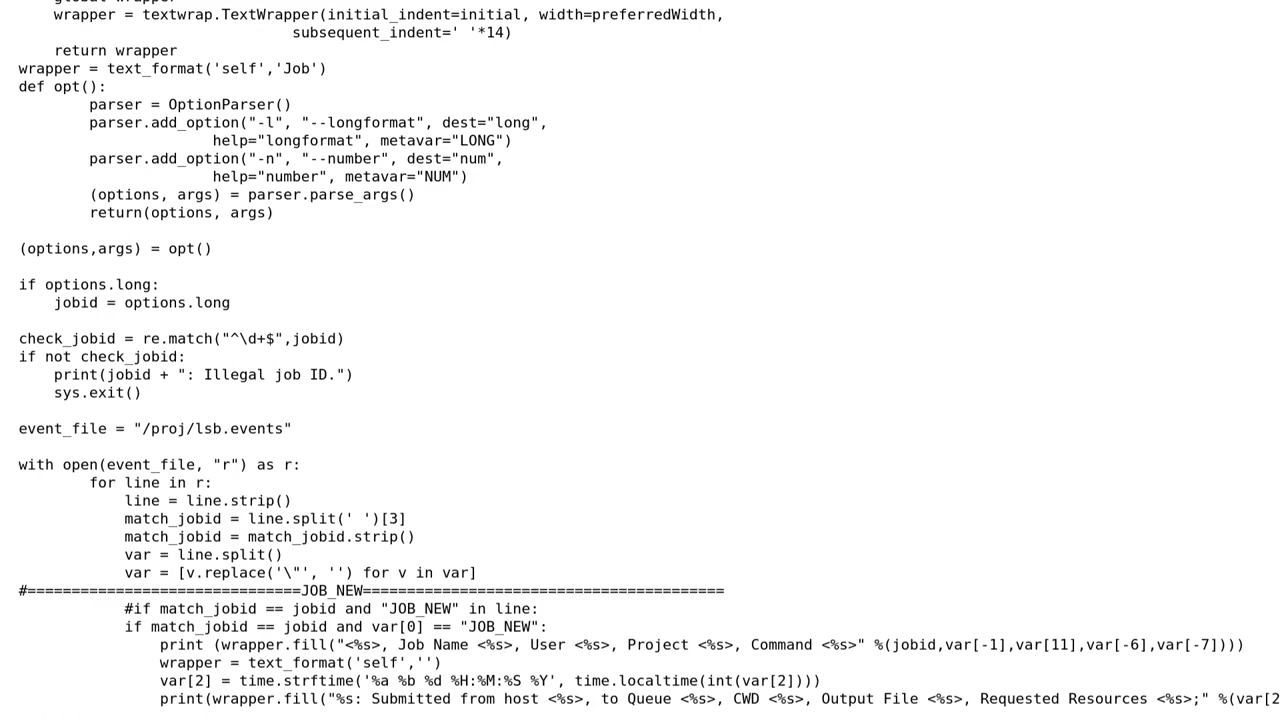 global wrapper
    wrapper = textwrap.TextWrapper(initial_indent=initial, width=preferredWidth,
                               subsequent_indent=' '*14)
    return wrapper
wrapper = text_format('self','Job')
def opt():
        parser = OptionParser()
        parser.add_option("-l", "--longformat", dest="long",
                      help="longformat", metavar="LONG")
        parser.add_option("-n", "--number", dest="num",
                      help="number", metavar="NUM")
        (options, args) = parser.parse_args()
        return(options, args)

(options,args) = opt()

if options.long:
    jobid = options.long

check_jobid = re.match("^\d+$",jobid)
if not check_jobid:
    print(jobid + ": Illegal job ID.")
    sys.exit()

event_file = "/proj/lsb.events"

with open(event_file, "r") as r:
        for line in r:
            line = line.strip()
            match_jobid = line.split(' ')[3]
            match_jobid = match_jobid.strip()
            var = line.split()
            var = [v.replace('\"', '') for v in var]
#===============================JOB_NEW=========================================
            #if match_jobid == jobid and "JOB_NEW" in line:
            if match_jobid == jobid and var[0] == "JOB_NEW":
                print (wrapper.fill("<%s>, Job Name <%s>, User <%s>, Project <%s>, Command <%s>" %(jobid,var[-1],var[11],var[-6],var[-7])))
                wrapper = text_format('self','')
                var[2] = time.strftime('%a %b %d %H:%M:%S %Y', time.localtime(int(var[2])))
                print(wrapper.fill("%s: Submitted from host <%s>, to Queue <%s>, CWD <%s>, Output File <%s>, Requested Resources <%s>;" %(var[2